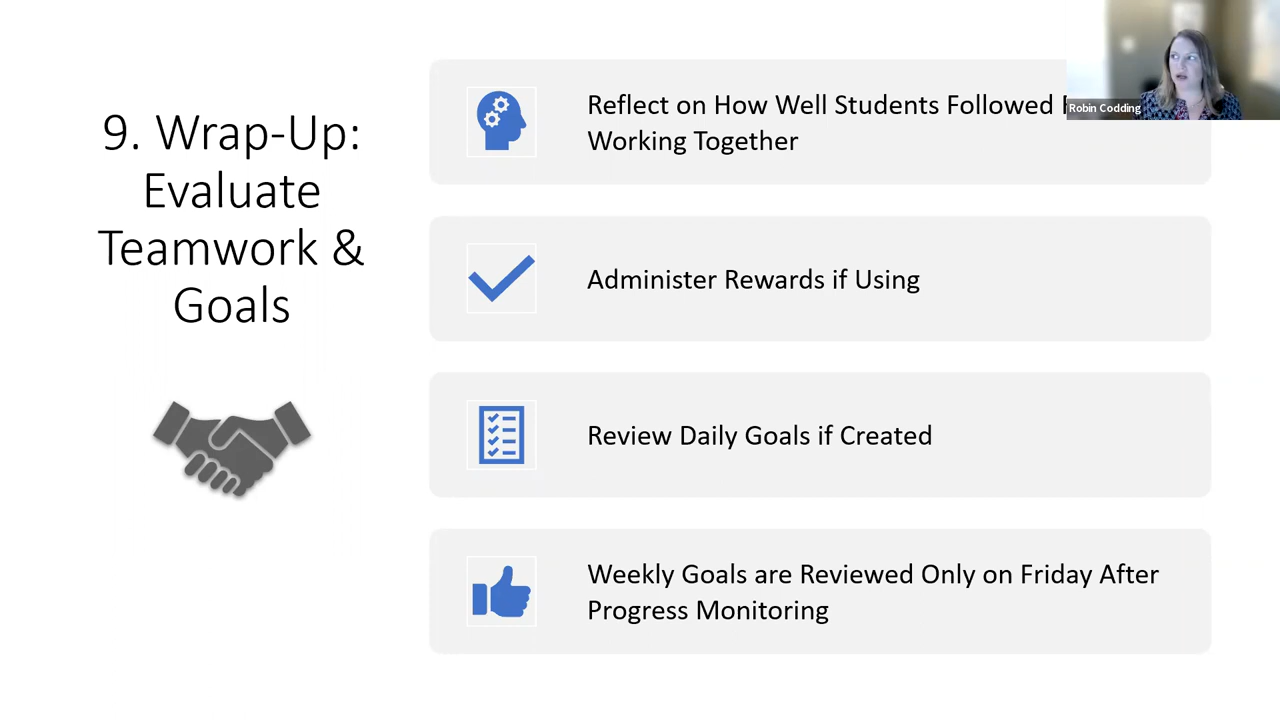 9. Wrap-Up:
Evaluate
Teamwork &
Goals
Reflect on How Well Students Followed
Working Together
Robin Codding
Administer Rewards if Using
Review Daily Goals if Created
Weekly Goals are Reviewed Only on Friday After
Progress Monitoring